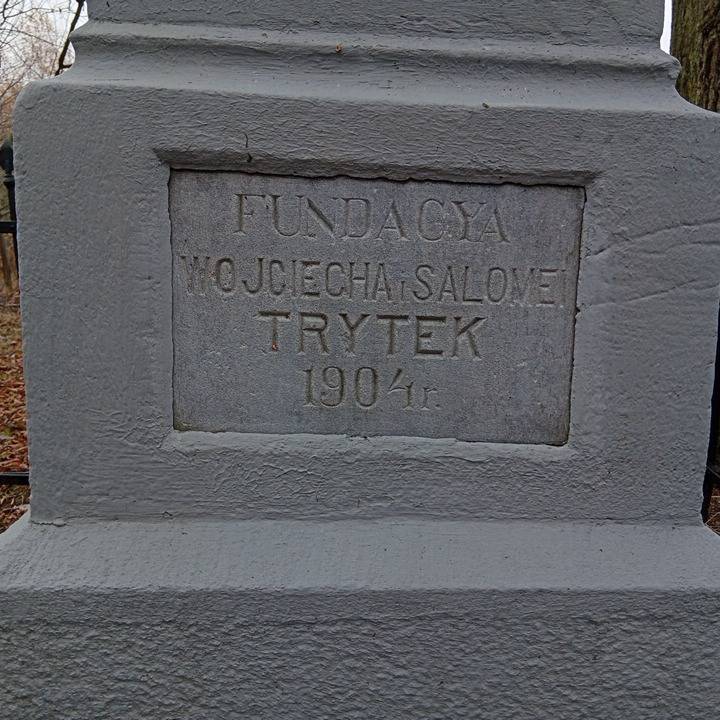 FUNDACYA
WOJCIECHA i SALOMEI
TRYTEK
1904 r.